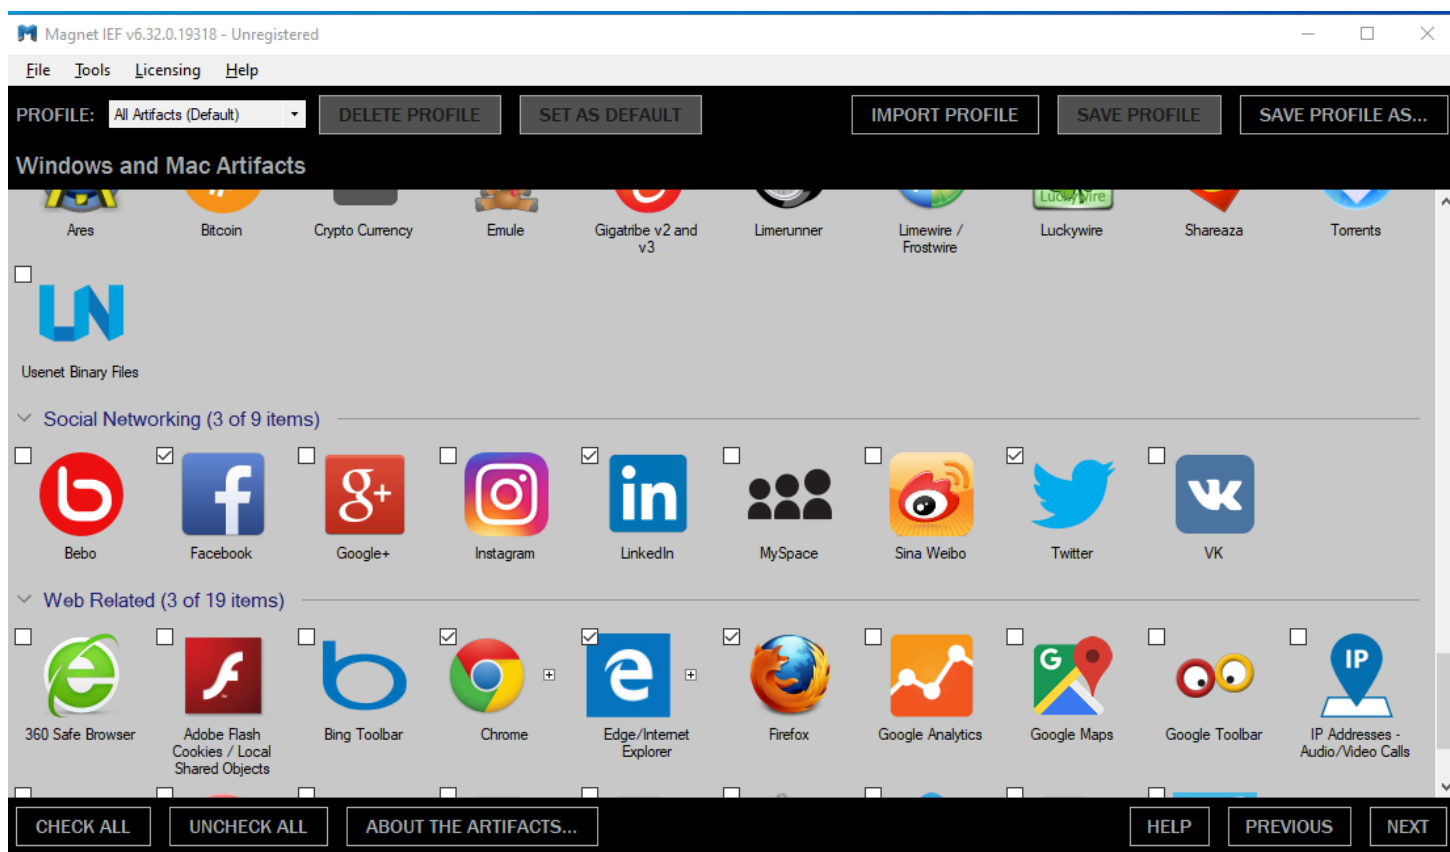 Magnet IEF v6.32.0.19318 - Unregistered
File Tools Licensing Help
PROFILE: All Artifacts (Default) DELETE PROFILE SET AS DEFAULT IMPORT PROFILE SAVE PROFILE SAVE PROFILE AS...
Windows and Mac Artifacts
LuckyWire
Ares Bitcoin Crypto Currency Emule Gigatribe v2 and Limerunner Limewire / Luckywire Shareaza Torrents
v3 Frostwire
UN
Usenet Binary Files
Social Networking (3 of 9 items)
b f g+ in VK
Bebo Facebook Google+ Instagram LinkedIn MySpace Sina Weibo Twitter VK
Web Related (3 of 19 items)
e f b e G IP
360 Safe Browser Adobe Flash Bing Toolbar Chrome Edge/Internet Firefox Google Analytics Google Maps Google Toolbar IP Addresses -
Cookies / Local Explorer Audio/Video Calls
Shared Objects
CHECK ALL UNCHECK ALL ABOUT THE ARTIFACTS... HELP PREVIOUS NEXT